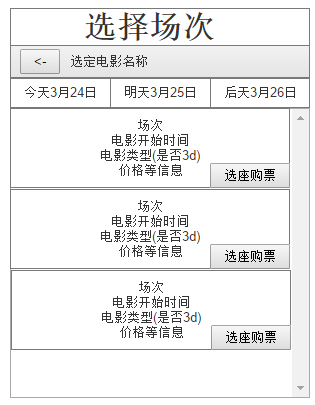 选择场次
<- 选定电影名称
今天3月24日 明天3月25日 后天3月26日
场次
电影开始时间
电影类型(是否3d)
价格等信息
选座购票
场次
电影开始时间
电影类型(是否3d)
价格等信息
选座购票
场次
电影开始时间
电影类型(是否3d)
价格等信息
选座购票